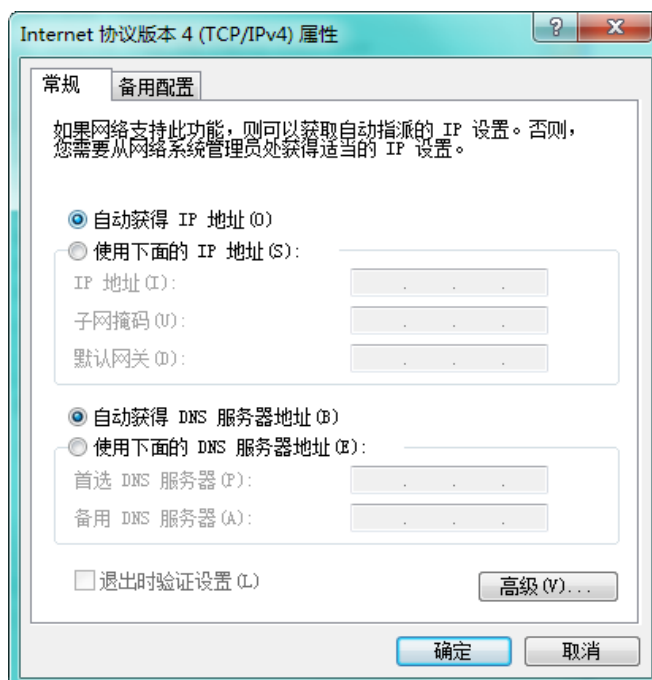 Internet 协议版本 4 (TCP/IPv4) 属性
常规 备用配置
如果网络支持此功能，则可以获取自动指派的 IP 设置。否则，
您需要从网络系统管理员处获得适当的 IP 设置。
自动获得 IP 地址(O)
使用下面的 IP 地址(S):
IP 地址(I):
子网掩码(U):
默认网关(D):
自动获得 DNS 服务器地址(B)
使用下面的 DNS 服务器地址(E):
首选 DNS 服务器(P):
备用 DNS 服务器(A):
退出时验证设置(L)
高级(V)...
确定 取消